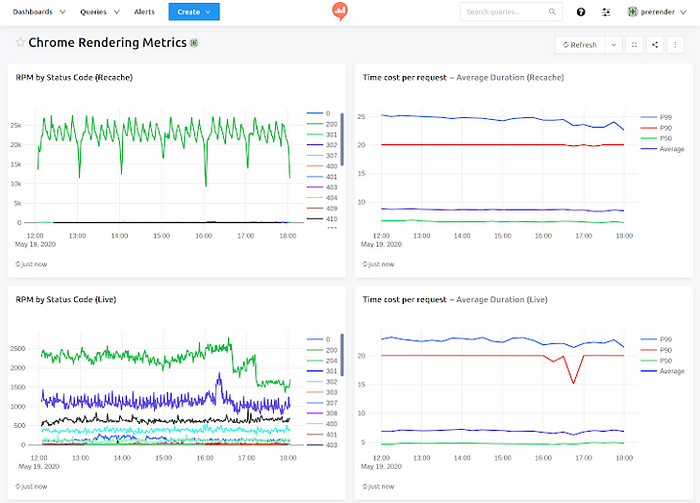 Dashboards Queries Alerts Create Search queries... prerender
Chrome Rendering Metrics Refresh
RPM by Status Code (Recache)
25k
20k
15k
10k
5k
0
12:00 13:00 14:00 15:00 16:00 17:00 18:00
May 19, 2020
0
200
301
302
307
400
401
403
404
409
410
just now
Time cost per request – Average Duration (Recache)
25
20
15
10
12:00 13:00 14:00 15:00 16:00 17:00 18:00
May 19, 2020
P99
P90
P50
Average
just now
RPM by Status Code (Live)
2500
2000
1500
1000
500
0
12:00 13:00 14:00 15:00 16:00 17:00 18:00
May 19, 2020
0
200
204
301
302
303
307
308
400
401
403
just now
Time cost per request – Average Duration (Live)
20
15
10
5
12:00 13:00 14:00 15:00 16:00 17:00 18:00
May 19, 2020
P99
P90
P50
Average
just now